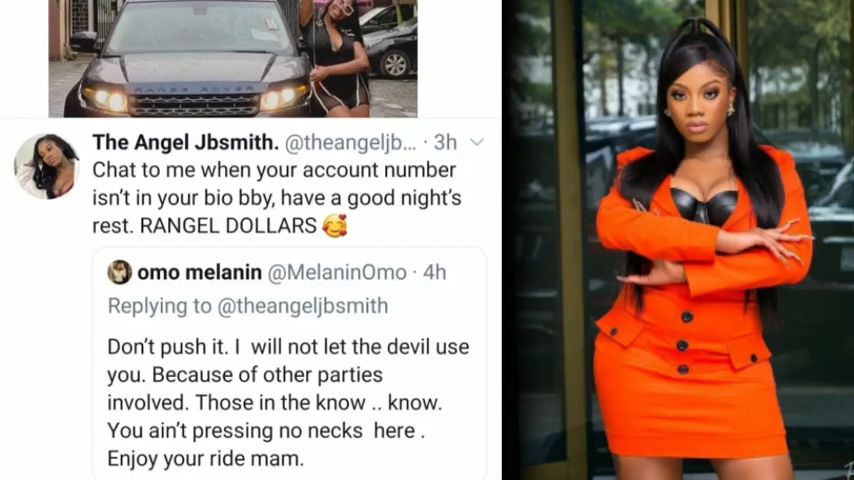 RANGE ROVER
The Angel Jbsmith. @theangeljb... · 3h
Chat to me when your account number
isn't in your bio bby, have a good night's
rest. RANGEL DOLLARS 🥰
omo melanin @MelaninOmo · 4h
Replying to @theangeljbsmith
Don't push it. I will not let the devil use
you. Because of other parties
involved. Those in the know .. know.
You ain't pressing no necks here .
Enjoy your ride mam.